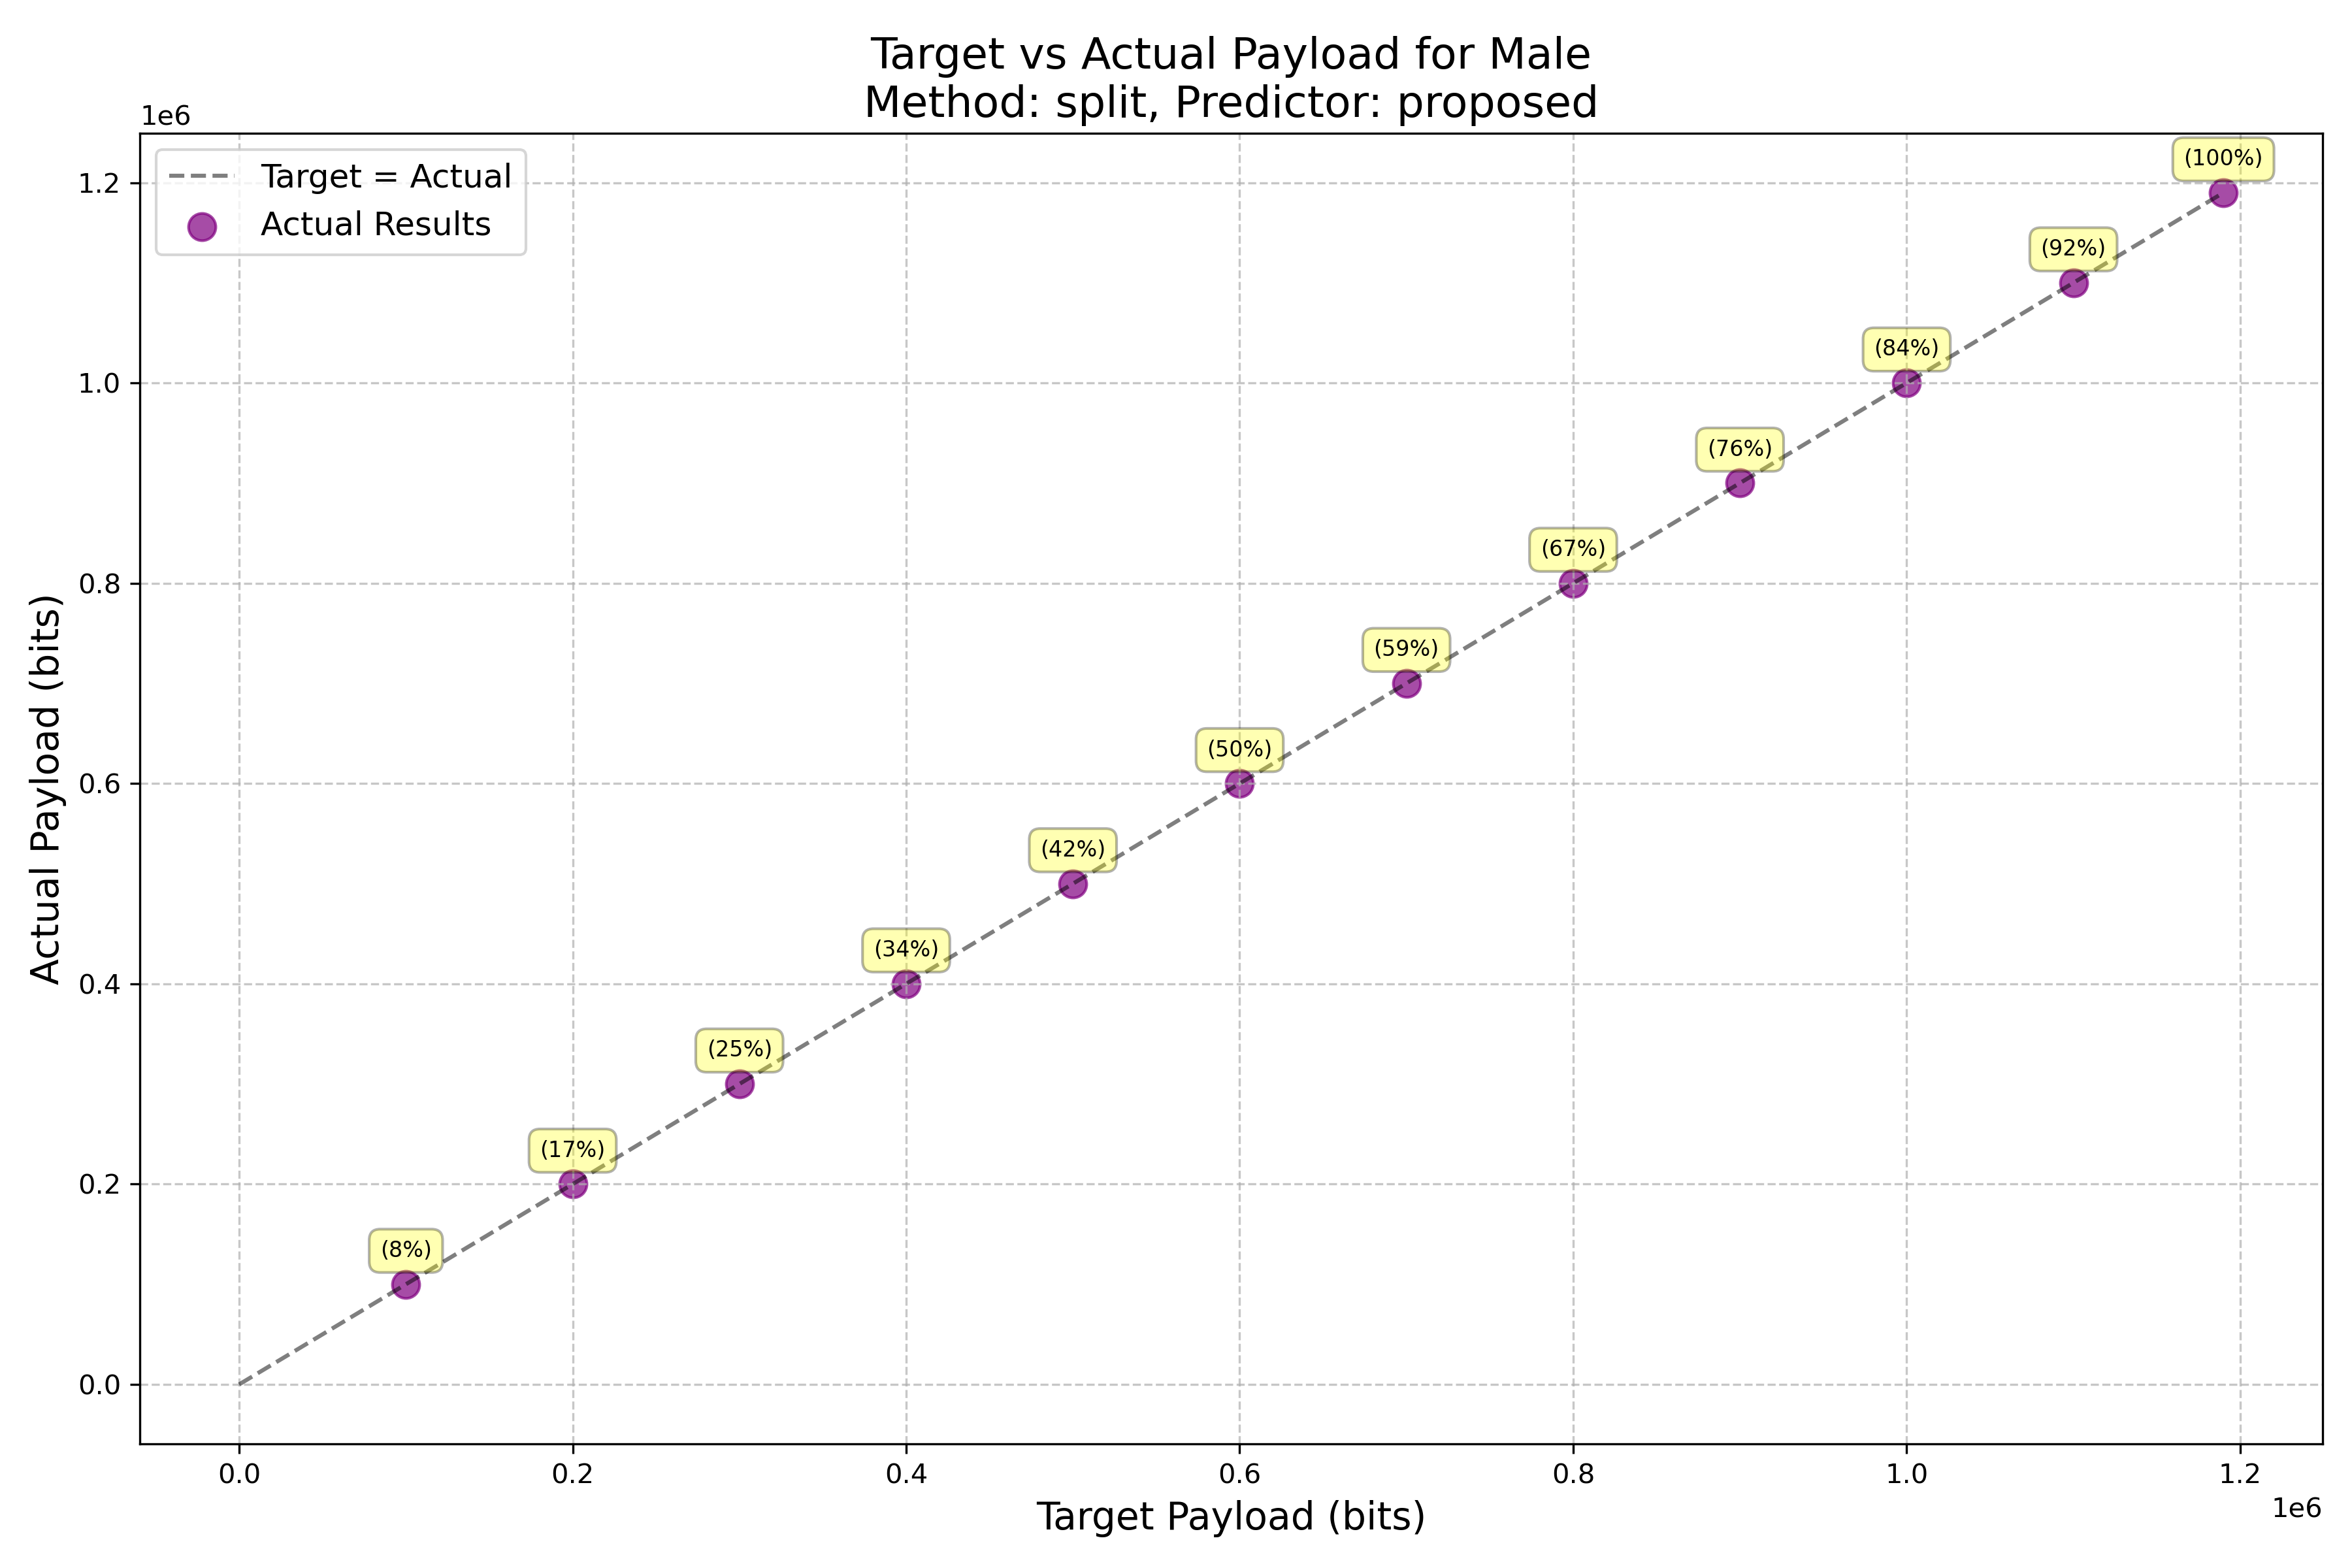 Target vs Actual Payload for Male
Method: split, Predictor: proposed
1e6
Target = Actual
Actual Results
(100%)
(92%)
(84%)
(76%)
(67%)
(59%)
(50%)
(42%)
(34%)
(25%)
(17%)
(8%)
1.2
1.0
0.8
0.6
0.4
0.2
0.0
Actual Payload (bits)
0.0 0.2 0.4 0.6 0.8 1.0 1.2
1e6
Target Payload (bits)